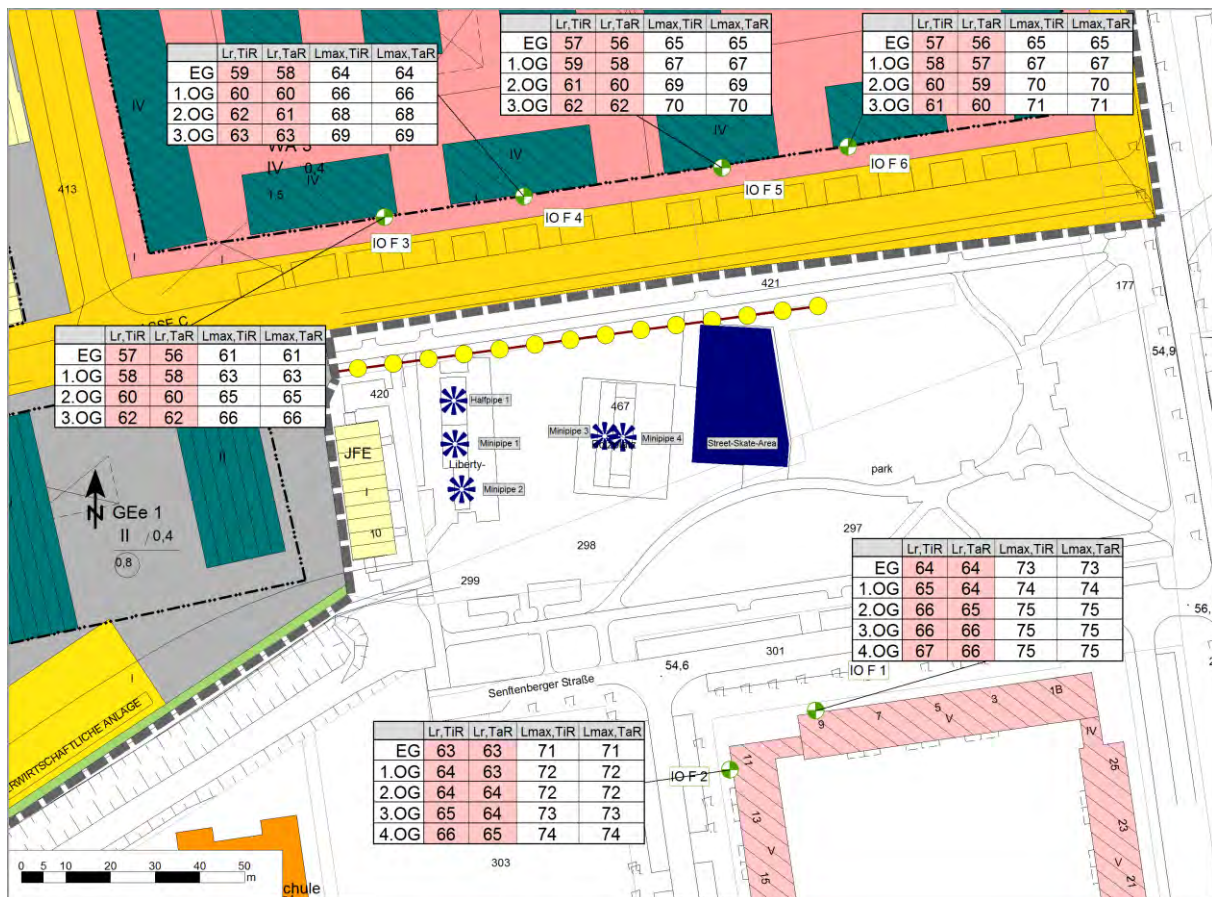 Lr,TiR Lr,TaR Lmax,TiR Lmax,TaR
EG 59 58 64 64
1.OG 60 60 66 66
2.OG 62 61 68 68
3.OG 63 63 69 69
Lr,TiR Lr,TaR Lmax,TiR Lmax,TaR
EG 57 56 65 65
1.OG 59 58 67 67
2.OG 61 60 69 69
3.OG 62 62 70 70
Lr,TiR Lr,TaR Lmax,TiR Lmax,TaR
EG 57 56 65 65
1.OG 58 57 67 67
2.OG 60 59 70 70
3.OG 61 60 71 71
IV
IV
IV
WA 3
IV 0,4
IV
413
IO F 3
IO F 4
IO F 5
IO F 6
421
177
54,9
Lr,TiR Lr,TaR Lmax,TiR Lmax,TaR
EG 57 56 61 61
1.OG 58 58 63 63
2.OG 60 60 65 65
3.OG 62 62 66 66
420
Halfpipe 1
Minipipe 1
Liberty-
Minipipe 2
467
Minipipe 3
Minipipe 4
Street-Skate-Area
park
JFE
I
10
II
N
GEe 1
II / 0,4
0,8
298
299
297
Lr,TiR Lr,TaR Lmax,TiR Lmax,TaR
EG 64 64 73 73
1.OG 65 64 74 74
2.OG 66 65 75 75
3.OG 66 66 75 75
4.OG 67 66 75 75
IO F 1
56,
301
54,6
Senftenberger Straße
9 7 5 3 1B
V
IV
Lr,TiR Lr,TaR Lmax,TiR Lmax,TaR
EG 63 63 71 71
1.OG 64 63 72 72
2.OG 64 64 72 72
3.OG 65 64 73 73
4.OG 66 65 74 74
IO F 2
11
13
V
15
25
23
V
21
303
ERWIRTSCHAFTLICHE ANLAGE
0 5 10 20 30 40 50
m
chule